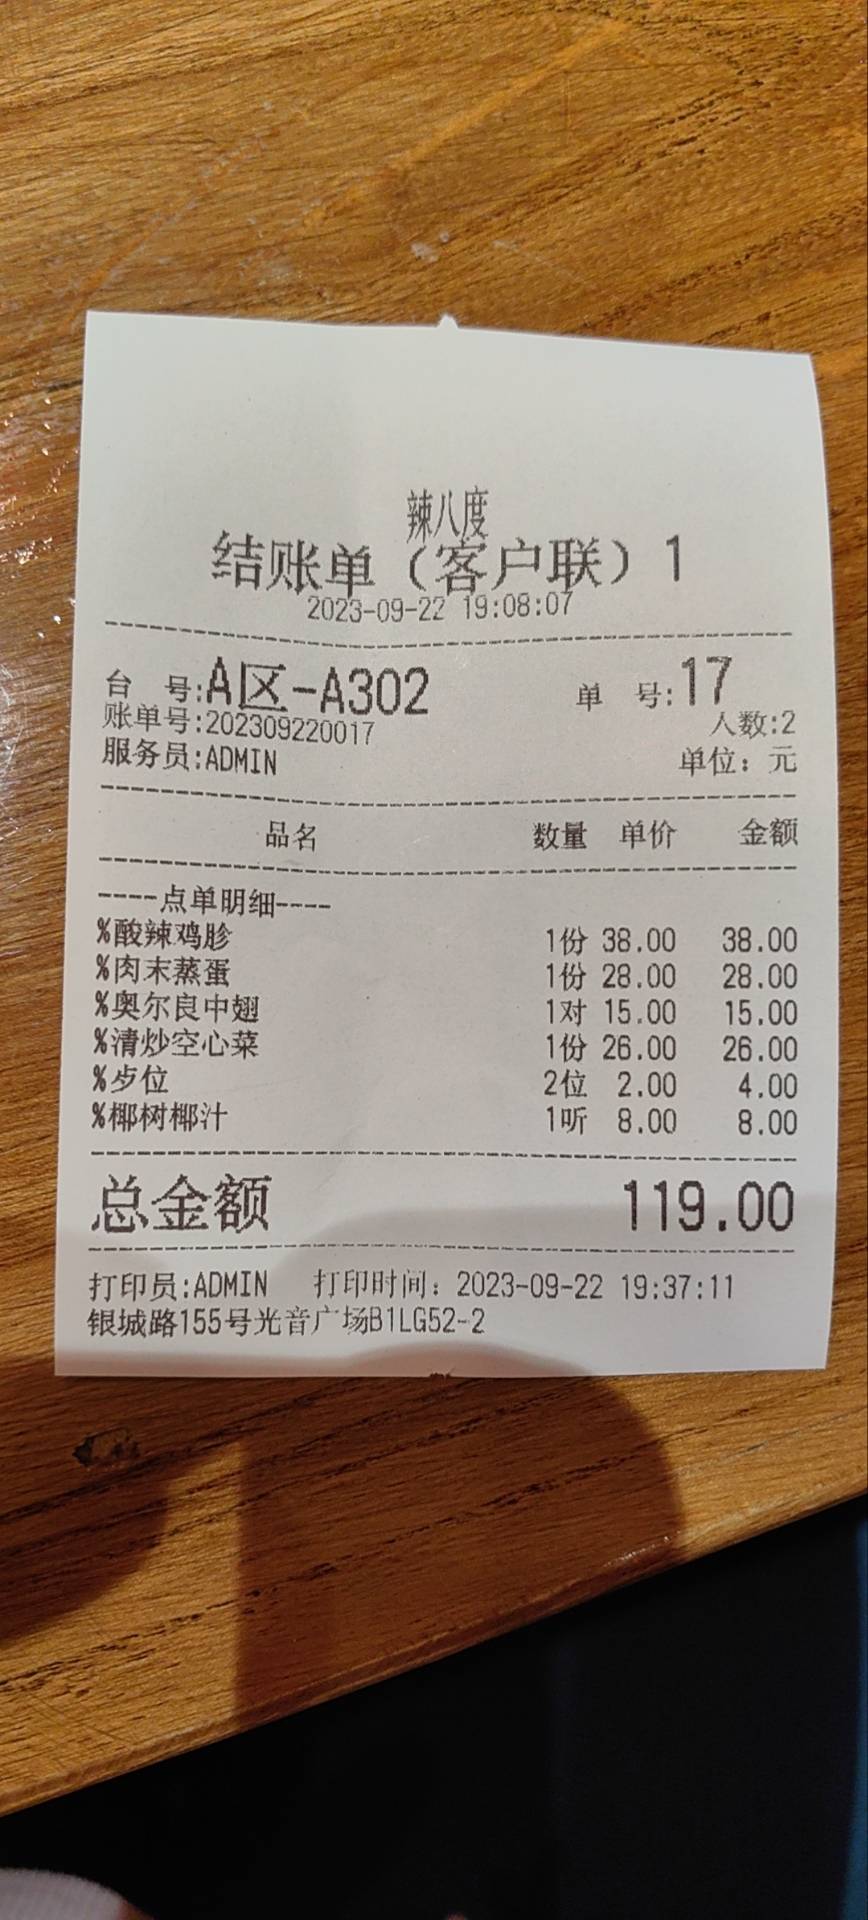 辣八度
结账单（客户联）1
2023-09-22 19:08:07
台 号:A区-A302 单 号:17
账单号:202309220017 人数:2
服务员:ADMIN 单位：元
品名 数量 单价 金额
----点单明细----
%酸辣鸡胗 1份 38.00 38.00
%肉末蒸蛋 1份 28.00 28.00
%奥尔良中翅 1对 15.00 15.00
%清炒空心菜 1份 26.00 26.00
%歺位 2位 2.00 4.00
%椰树椰汁 1听 8.00 8.00
总金额 119.00
打印员:ADMIN 打印时间：2023-09-22 19:37:11
银城路155号光音广场B1LG52-2